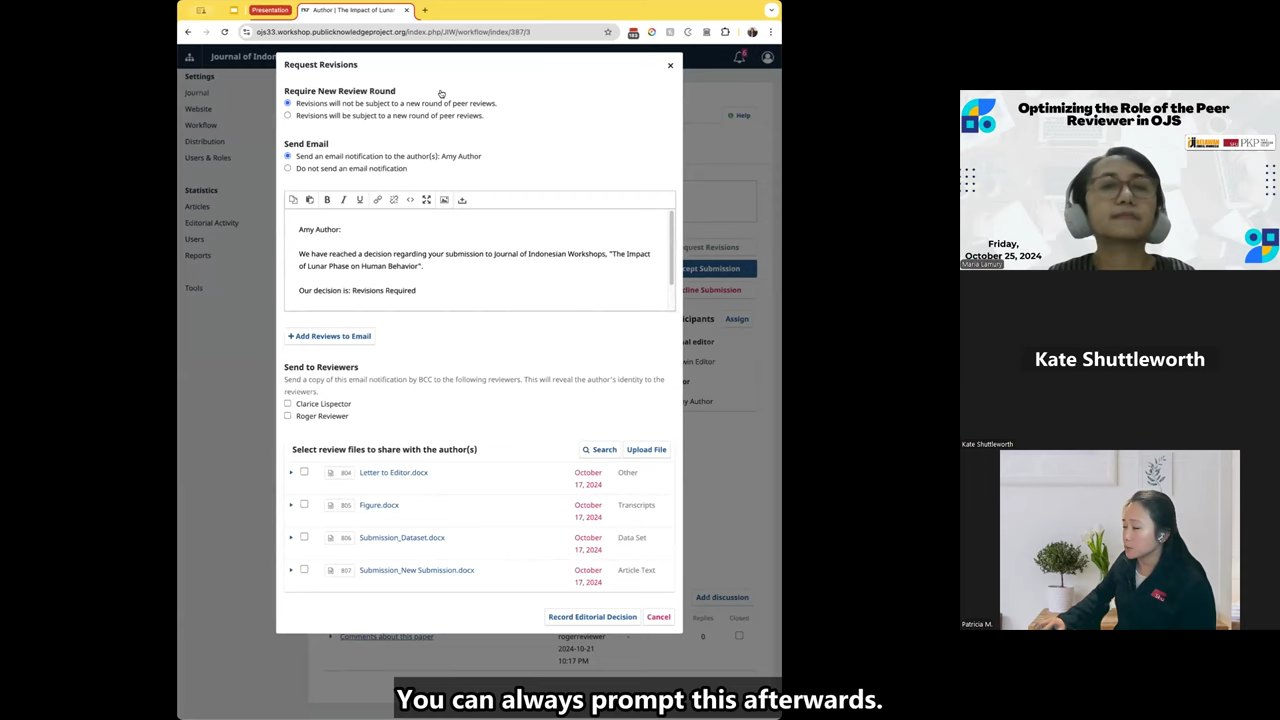 Presentation
Author | The Impact of Lunar
ojs33.workshop.publicknowledgeproject.org/index.php/JIW/workflow/index/387/3
183
Journal of Indon
6
Settings
Journal
Website
Workflow
Distribution
Users & Roles
Statistics
Articles
Editorial Activity
Users
Reports
Tools
Help
Request Revisions
Require New Review Round
Revisions will not be subject to a new round of peer reviews.
Revisions will be subject to a new round of peer reviews.
Send Email
Send an email notification to the author(s): Amy Author
Do not send an email notification
Amy Author:
We have reached a decision regarding your submission to Journal of Indonesian Workshops, "The Impact
of Lunar Phase on Human Behavior".
Our decision is: Revisions Required
Add Reviews to Email
Send to Reviewers
Send a copy of this email notification by BCC to the following reviewers. This will reveal the author's identity to the
reviewers.
Clarice Lispector
Roger Reviewer
Select review files to share with the author(s)
Search
Upload File
804 Letter to Editor.docx October 17, 2024 Other
805 Figure.docx October 17, 2024 Transcripts
806 Submission_Dataset.docx October 17, 2024 Data Set
807 Submission_New Submission.docx October 17, 2024 Article Text
Record Editorial Decision
Cancel
quest Revisions
cept Submission
dline Submission
cipants
Assign
al editor
win Editor
or
y Author
Add discussion
Replies
Closed
Comments about this paper
rogerreviewer
2024-10-21
10:17 PM
-
0
Optimizing the Role of the Peer
Reviewer in OJS
PKP
Friday,
October 25, 2024
Maria Lamury
Kate Shuttleworth
Kate Shuttleworth
Patricia M.
You can always prompt this afterwards.